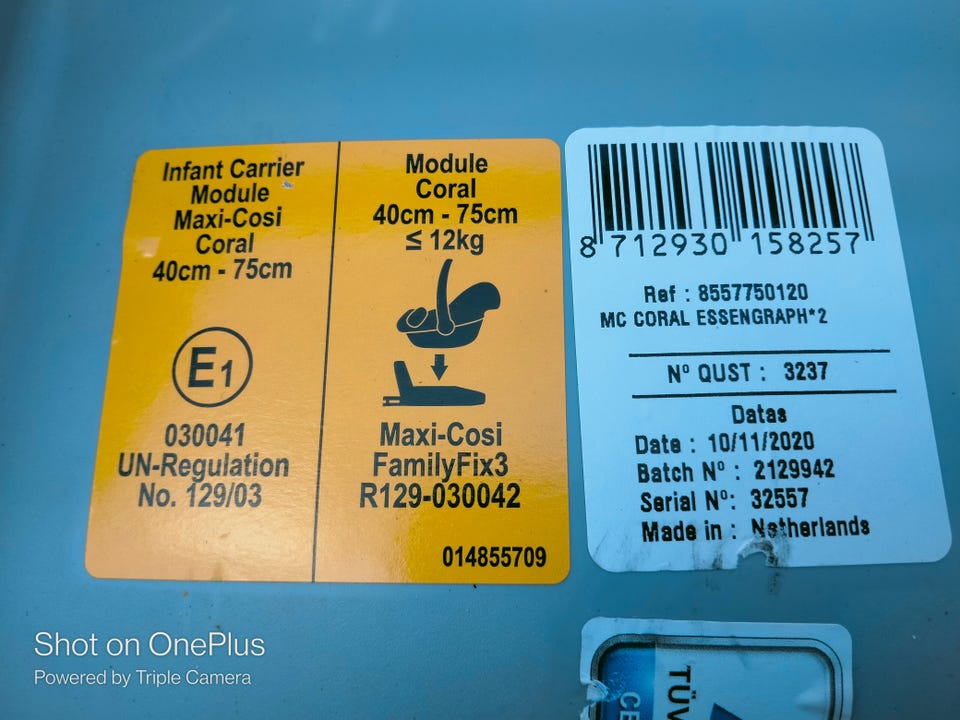 Infant Carrier
Module
Maxi-Cosi
Coral
40cm - 75cm
E1
030041
UN-Regulation
No. 129/03
Module
Coral
40cm - 75cm
≤ 12kg
Maxi-Cosi
FamilyFix3
R129-030042
014855709
8 712930 158257
Ref : 8557750120
MC CORAL ESSENGRAPH*2
Nº QUST : 3237
Datas
Date : 10/11/2020
Batch Nº : 2129942
Serial Nº: 32557
Made in : Netherlands
TÜV
Shot on OnePlus
Powered by Triple Camera